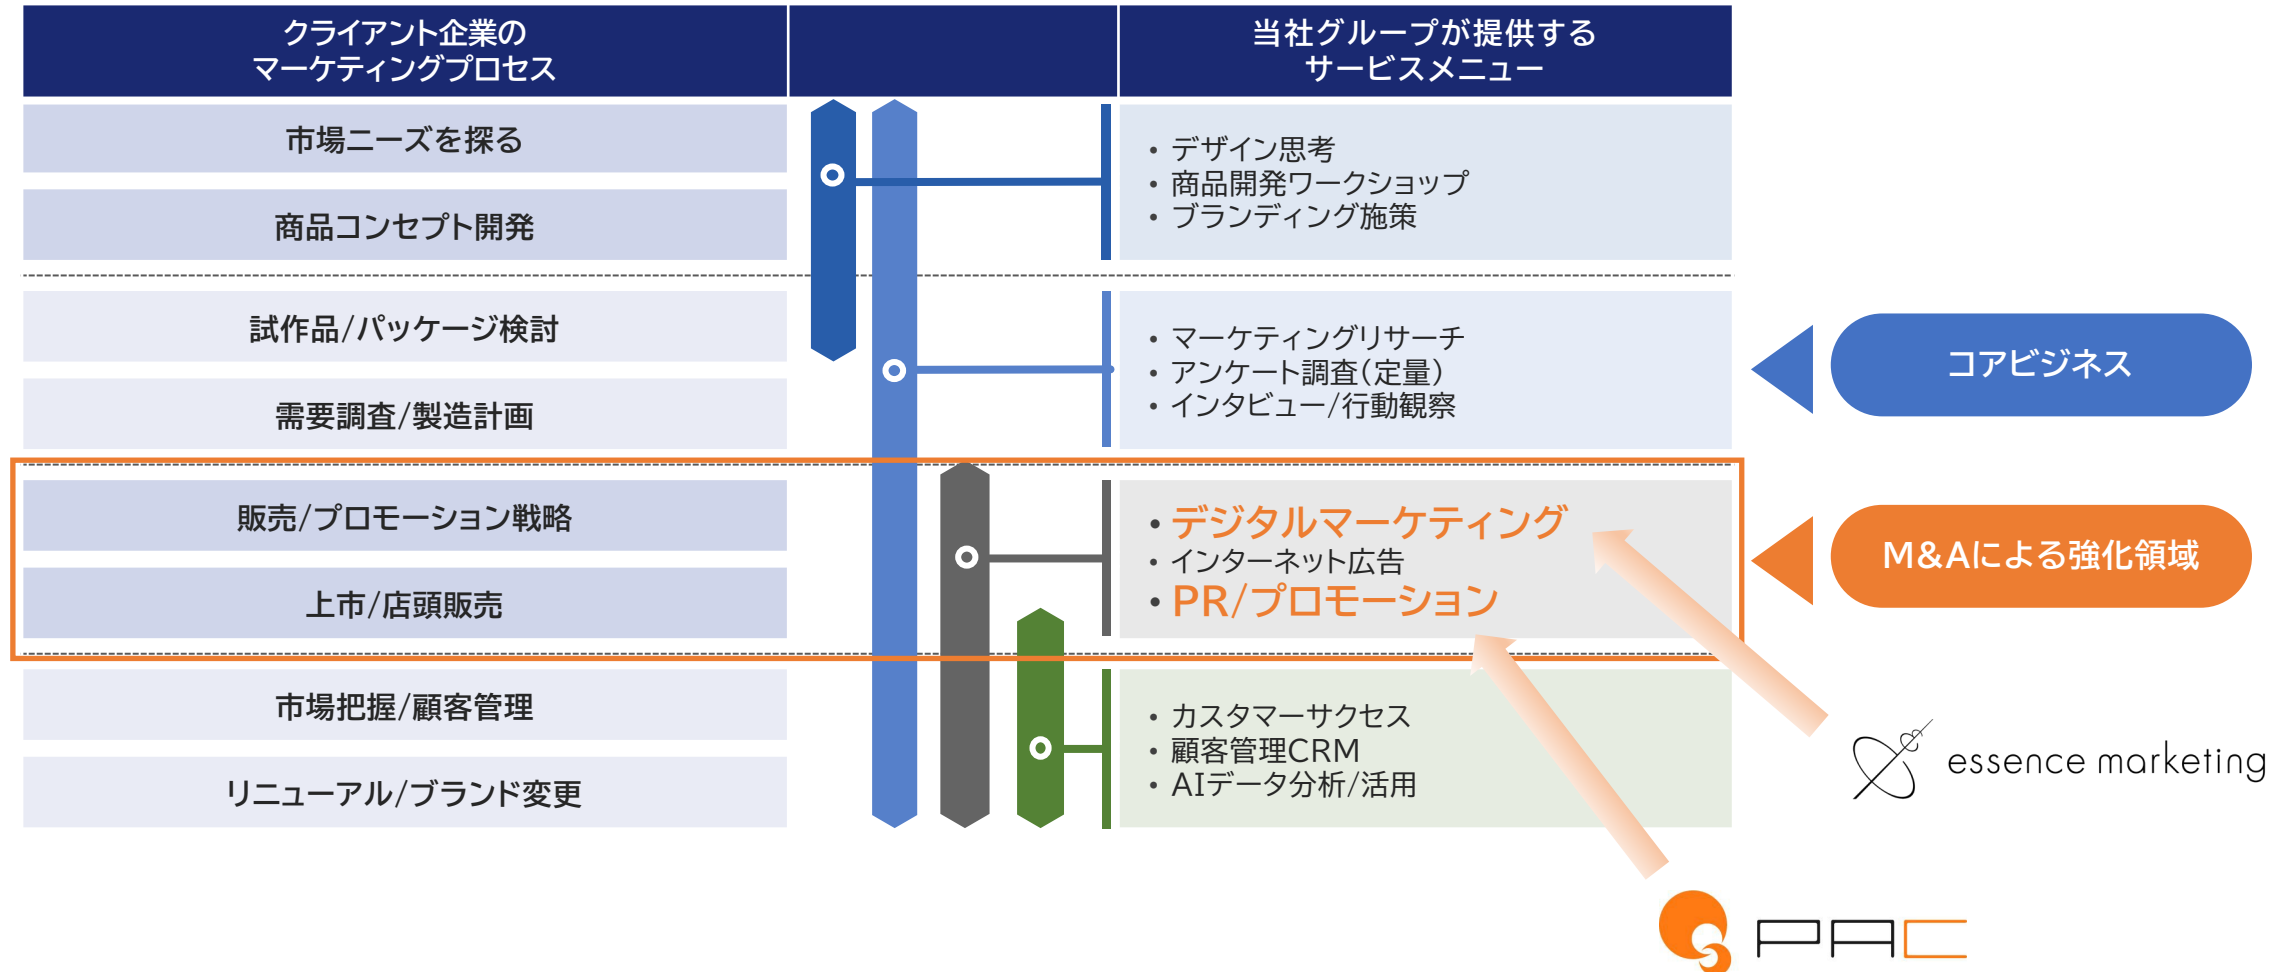 クライアント企業の
マーケティングプロセス
当社グループが提供する
サービスメニュー
市場ニーズを探る
商品コンセプト開発
・デザイン思考
・商品開発ワークショップ
・ブランディング施策
試作品/パッケージ検討
需要調査/製造計画
・マーケティングリサーチ
・アンケート調査(定量)
・インタビュー/行動観察
コアビジネス
販売/プロモーション戦略
上市/店頭販売
・デジタルマーケティング
・インターネット広告
・PR/プロモーション
M&Aによる強化領域
市場把握/顧客管理
リニューアル/ブランド変更
・カスタマーサクセス
・顧客管理CRM
・AIデータ分析/活用
essence marketing
PAC